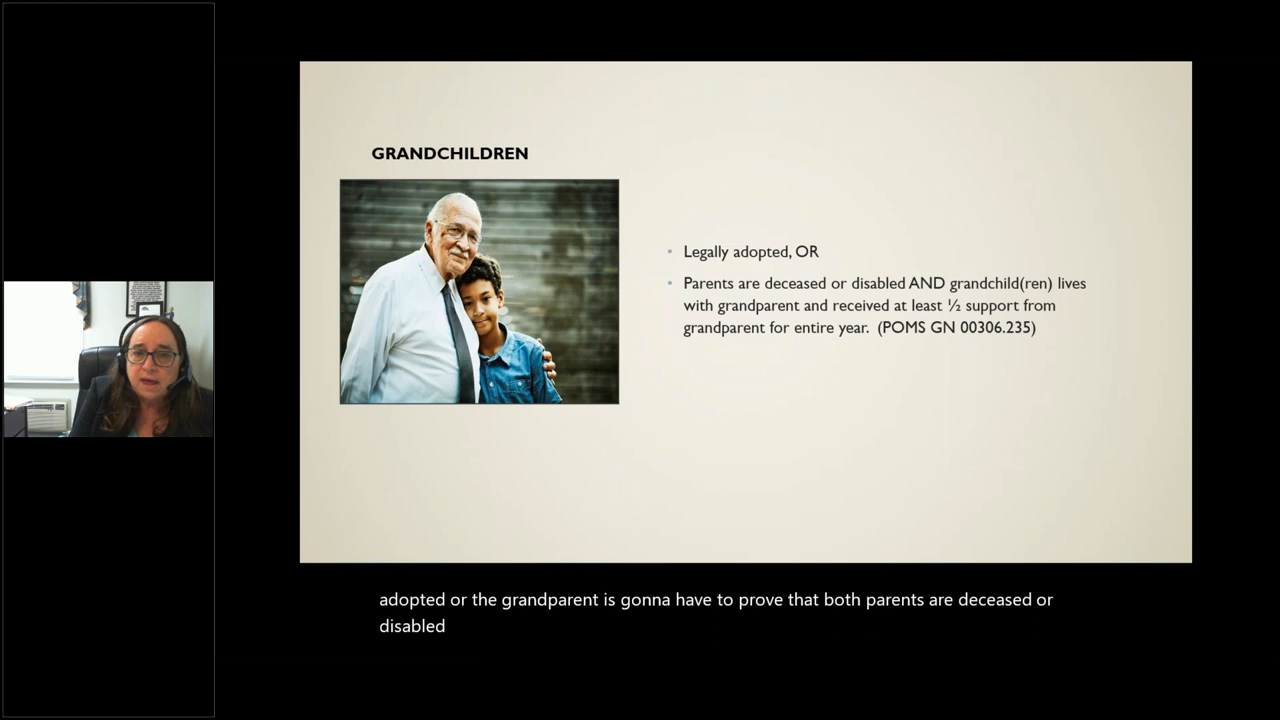 GRANDCHILDREN
• Legally adopted, OR
• Parents are deceased or disabled AND grandchild(ren) lives
with grandparent and received at least ½ support from
grandparent for entire year. (POMS GN 00306.235)
adopted or the grandparent is gonna have to prove that both parents are deceased or
disabled